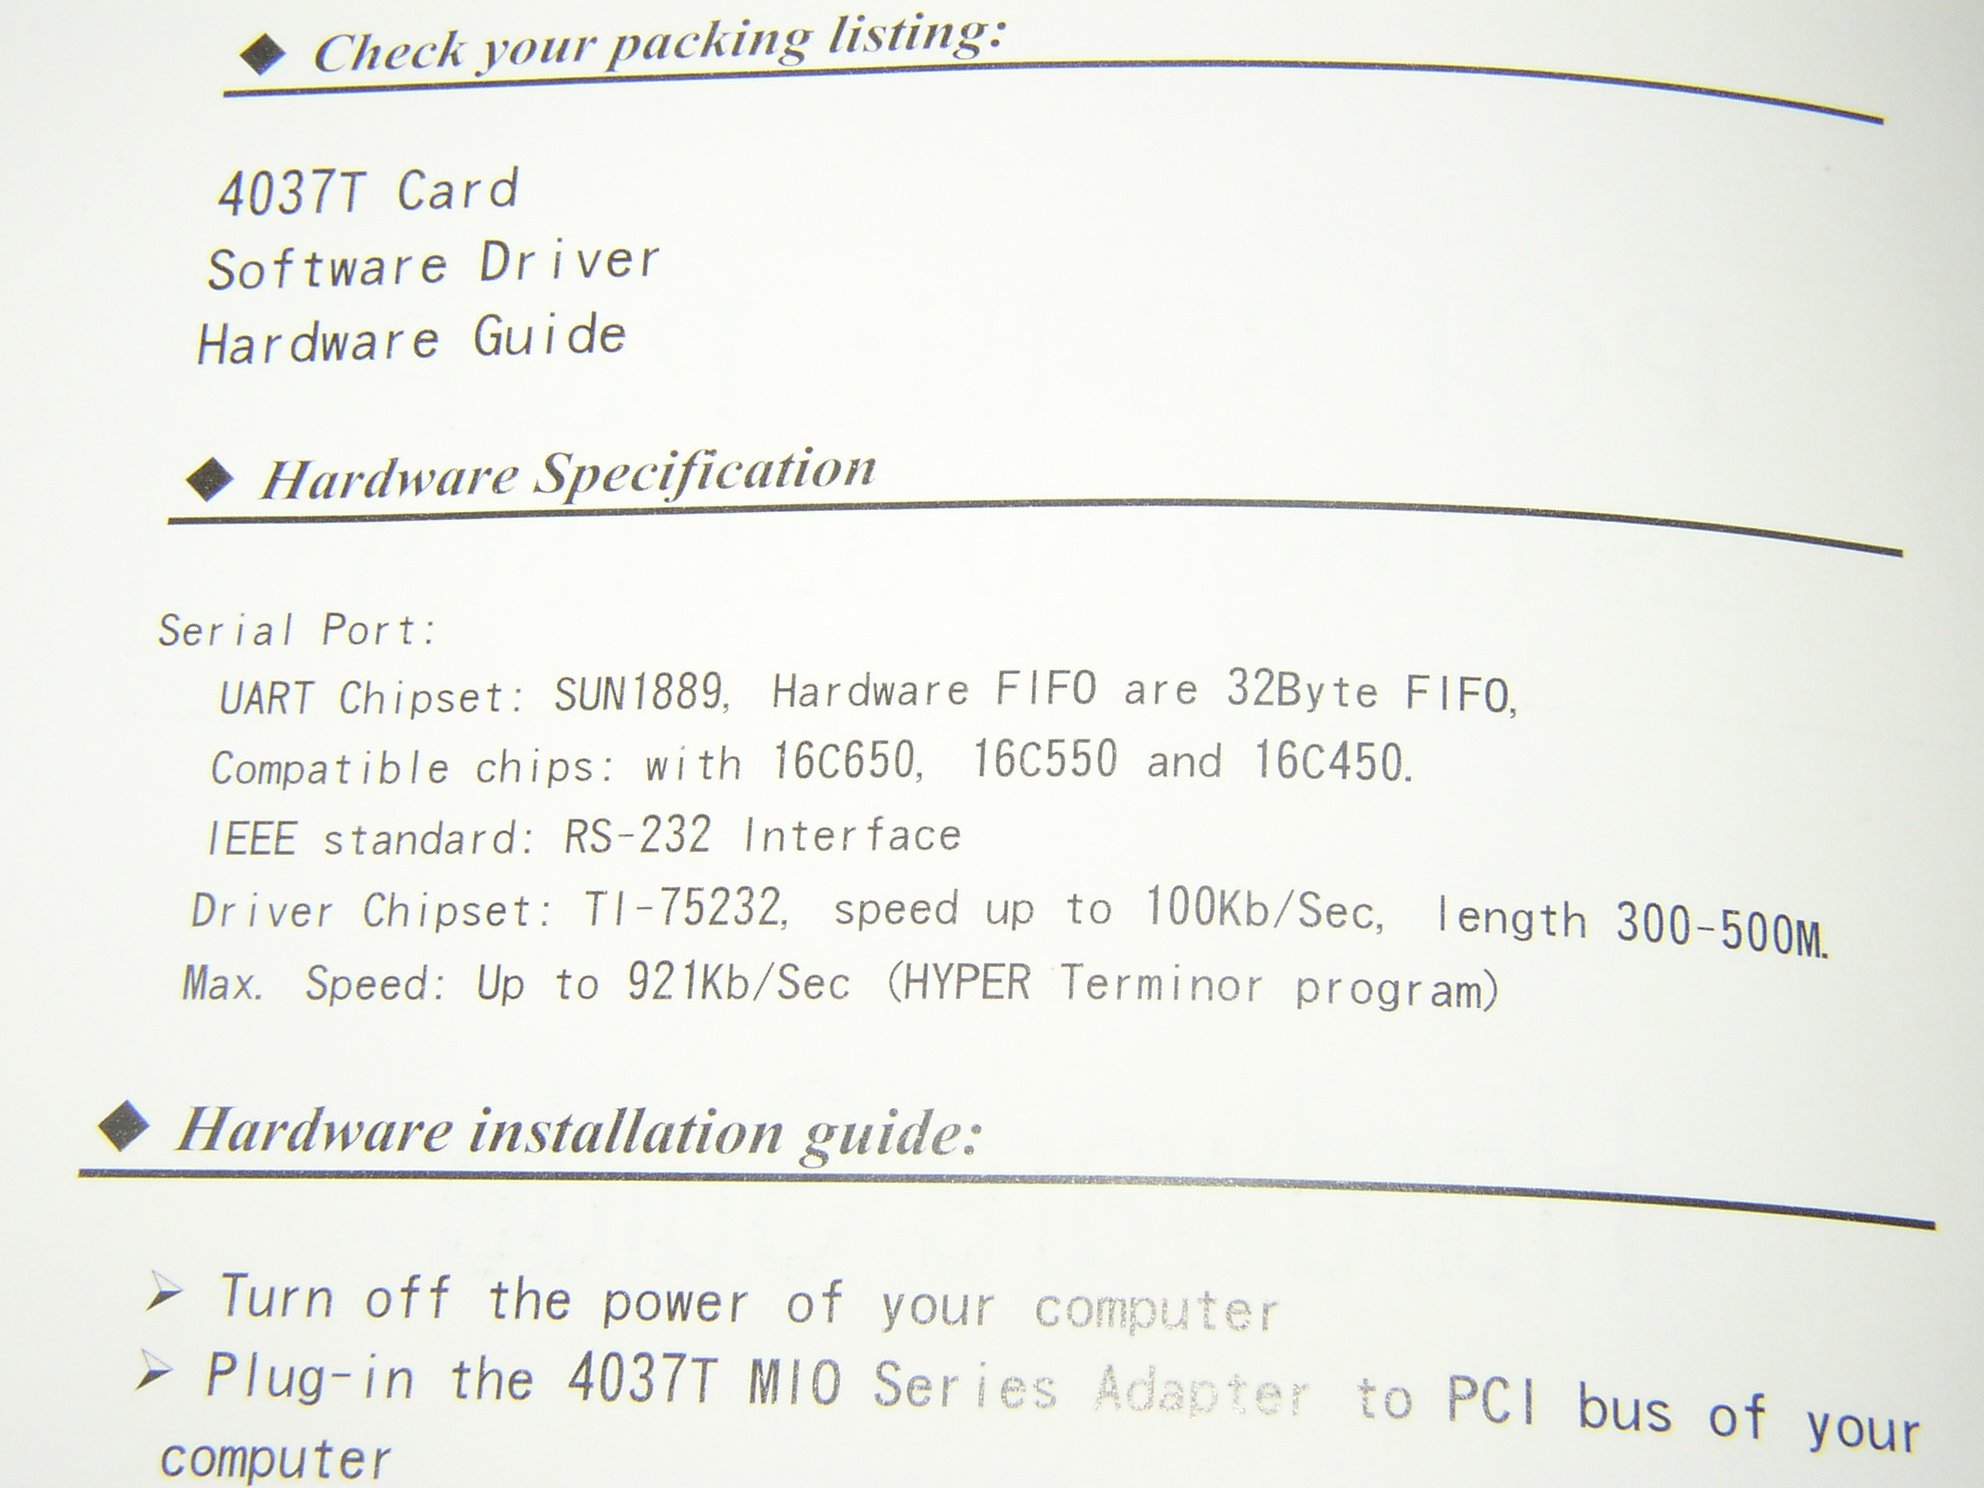 ◆ Check your packing listing:
4037T Card
Software Driver
Hardware Guide
◆ Hardware Specification
Serial Port:
UART Chipset: SUN1889, Hardware FIFO are 32Byte FIFO,
Compatible chips: with 16C650, 16C550 and 16C450.
IEEE standard: RS-232 Interface
Driver Chipset: TI-75232, speed up to 100Kb/Sec, length 300-500M.
Max. Speed: Up to 921Kb/Sec (HYPER Terminor program)
◆ Hardware installation guide:
➢ Turn off the power of your computer
➢ Plug-in the 4037T MIO Series Adapter to PCI bus of your
computer